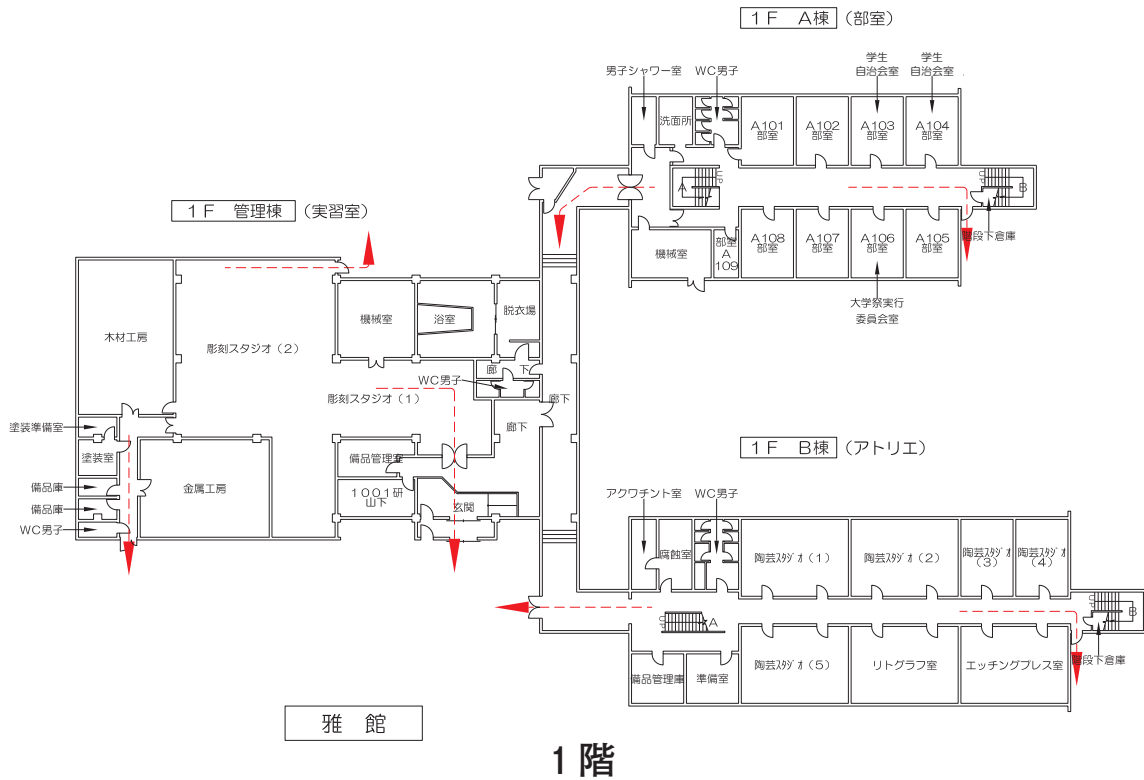 1F A棟 (部室)
学生
自治会室
学生
自治会室
男子シャワー室
WC男子
洗面所
A101
部室
A102
部室
A103
部室
A104
部室
UP
A
UP
B
階段下倉庫
機械室
部室
A
109
A108
部室
A107
部室
A106
部室
A105
部室
大学祭実行
委員会室
1F 管理棟 (実習室)
木材工房
彫刻スタジオ(2)
機械室
浴室
脱衣場
廊下
WC男子
彫刻スタジオ(1)
廊下
廊下
塗装準備室
塗装室
備品庫
備品庫
WC男子
金属工房
備品管理室
1001研
山下
玄関
1F B棟 (アトリエ)
アクワチント室
WC男子
腐蝕室
陶芸スタジオ(1)
陶芸スタジオ(2)
陶芸スタジオ
(3)
陶芸スタジオ
(4)
UP
A
UP
B
階段下倉庫
備品管理庫
準備室
陶芸スタジオ(5)
リトグラフ室
エッチングプレス室
雅館
1階